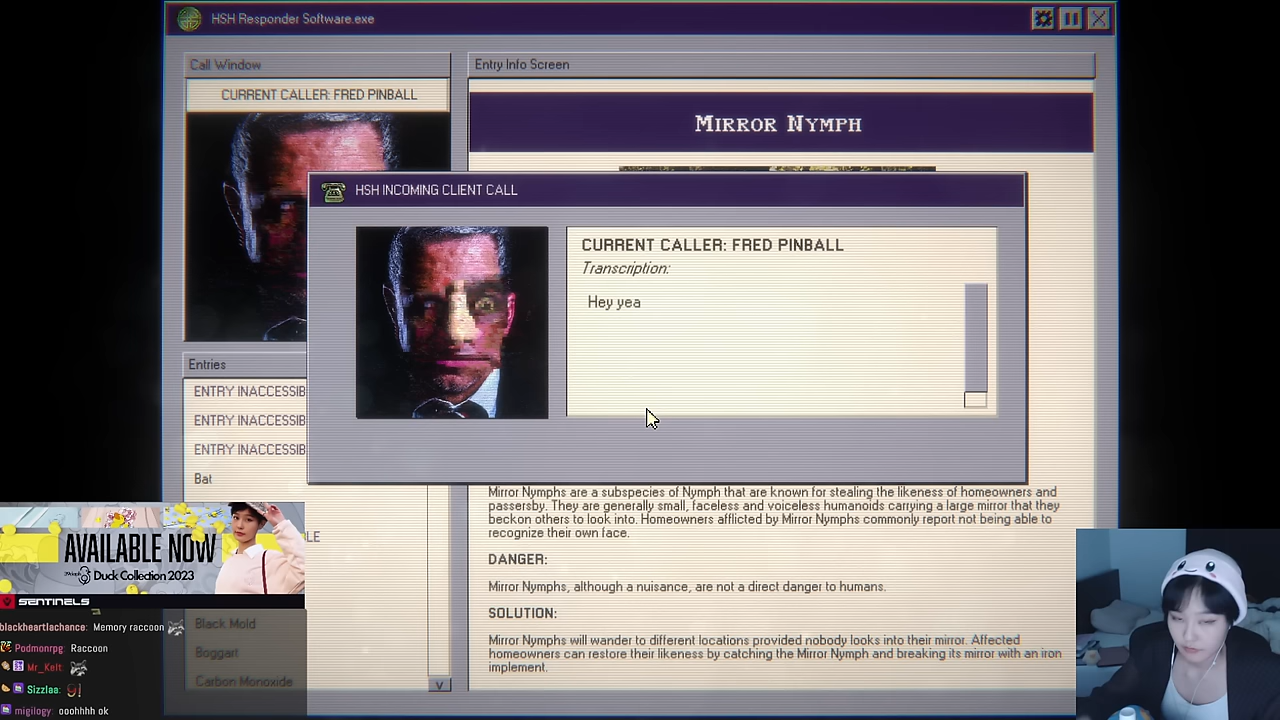 HSH Responder Software.exe
Call Window
CURRENT CALLER: FRED PINBALL
Entries
ENTRY INACCESSIB
ENTRY INACCESSIB
ENTRY INACCESSIB
Bat
LE
Black Mold
Boggart
Carbon Monoxide
V
Entry Info Screen
MIRROR NYMPH
HSH INCOMING CLIENT CALL
CURRENT CALLER: FRED PINBALL
Transcription:
Hey yea
Mirror Nymphs are a subspecies of Nymph that are known for stealing the likeness of homeowners and
passersby. They are generally small, faceless and voiceless humanoids carrying a large mirror that they
beckon others to look into. Homeowners afflicted by Mirror Nymphs commonly report not being able to
recognize their own face.
DANGER:
Mirror Nymphs, although a nuisance, are not a direct danger to humans.
SOLUTION:
Mirror Nymphs will wander to different locations provided nobody looks into their mirror. Affected
homeowners can restore their likeness by catching the Mirror Nymph and breaking its mirror with an iron
implement.
AVAILABLE NOW
Duck Collection 2023
SENTINELS
blackheartlachance: Memory raccoon
Podmonrpg: Raccoon
Mr_Kelt:
Sizzlaa:
migilogy: ooohhhh ok